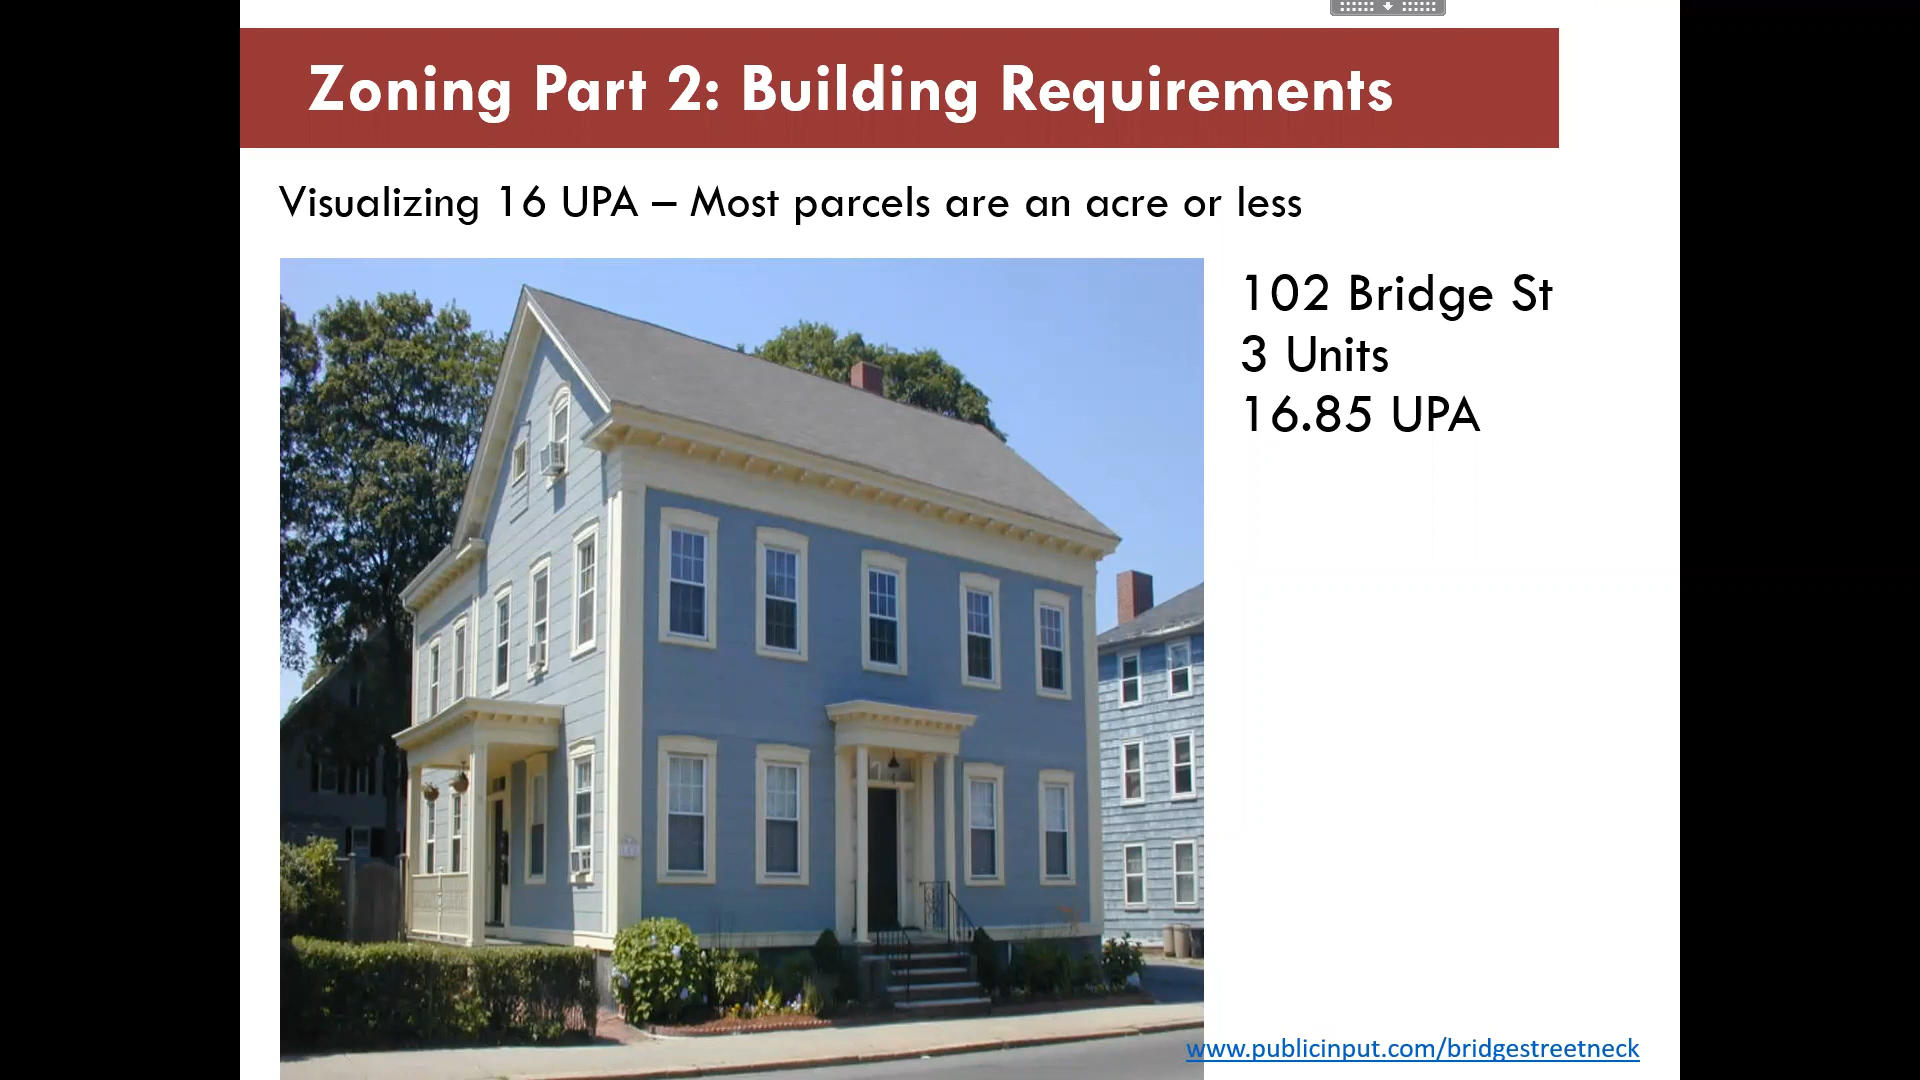 Zoning Part 2: Building Requirements
Visualizing 16 UPA – Most parcels are an acre or less
102 Bridge St
3 Units
16.85 UPA
www.publicinput.com/bridgestreetneck